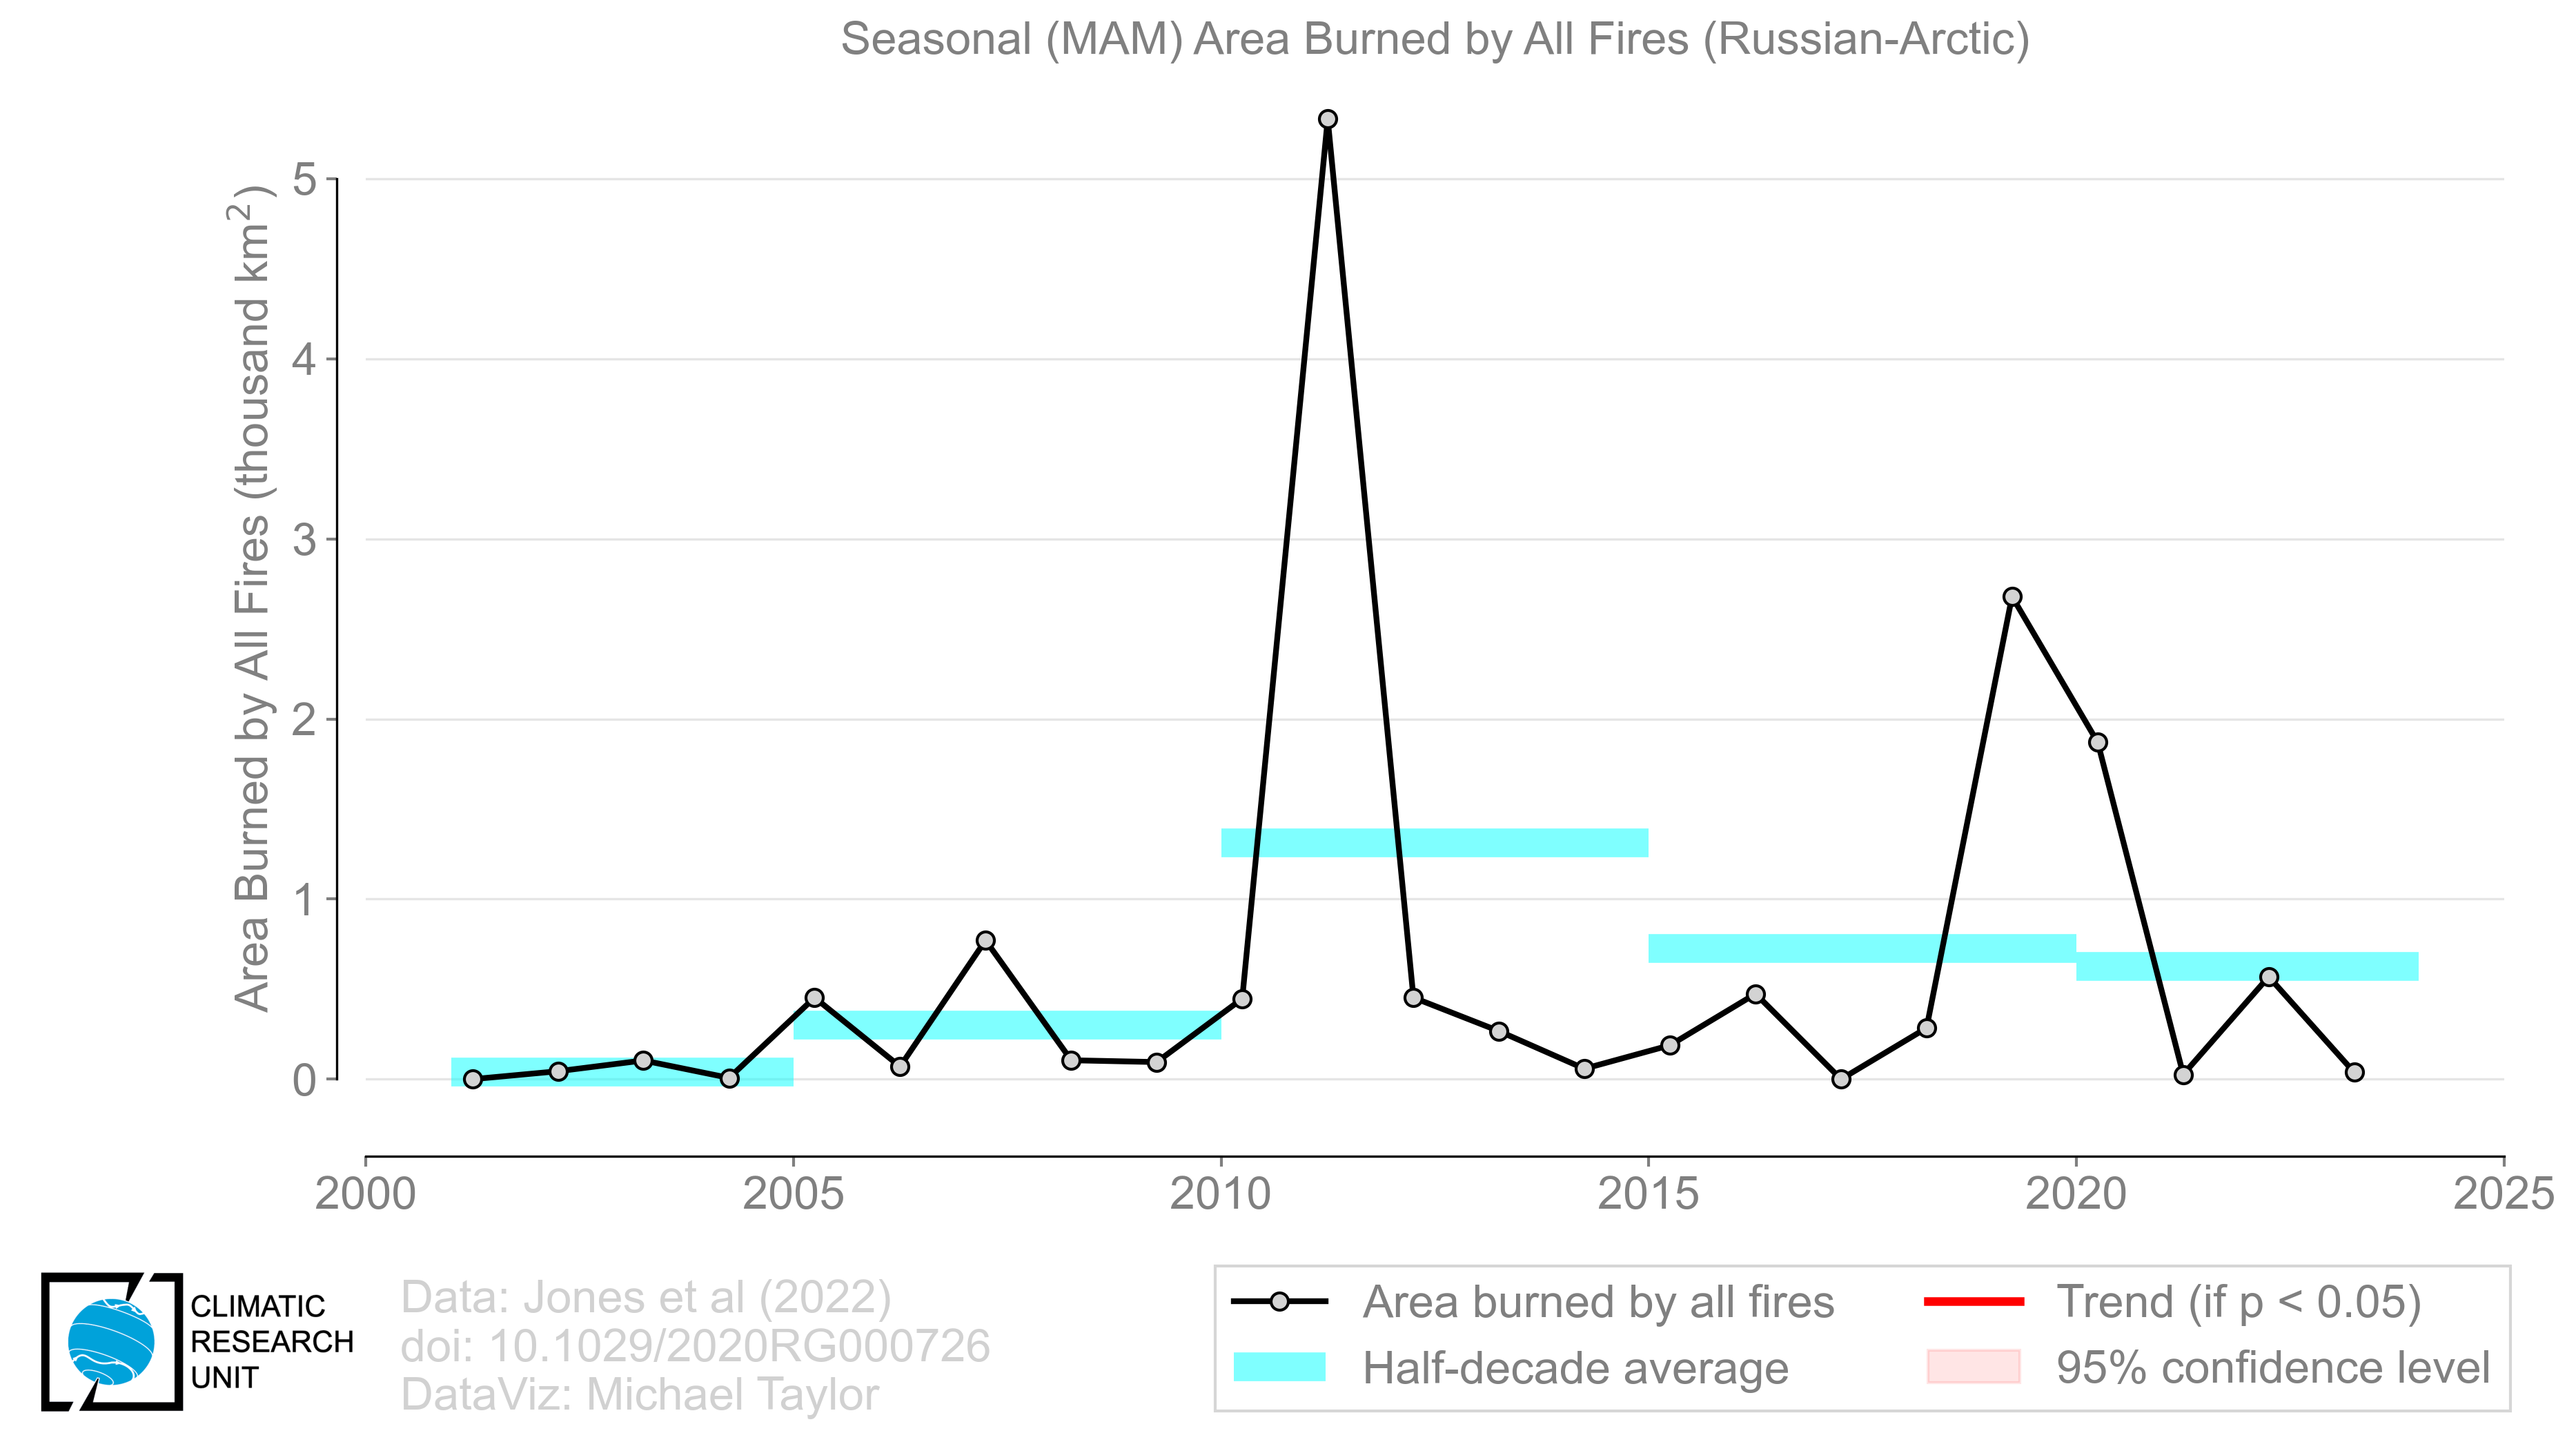 Seasonal (MAM) Area Burned by All Fires (Russian-Arctic)
Area Burned by All Fires (thousand km²)
5
4
3
2
1
0
2000 2005 2010 2015 2020 2025
CLIMATIC
RESEARCH
UNIT
Data: Jones et al (2022)
doi: 10.1029/2020RG000726
DataViz: Michael Taylor
Area burned by all fires
Half-decade average
Trend (if p < 0.05)
95% confidence level